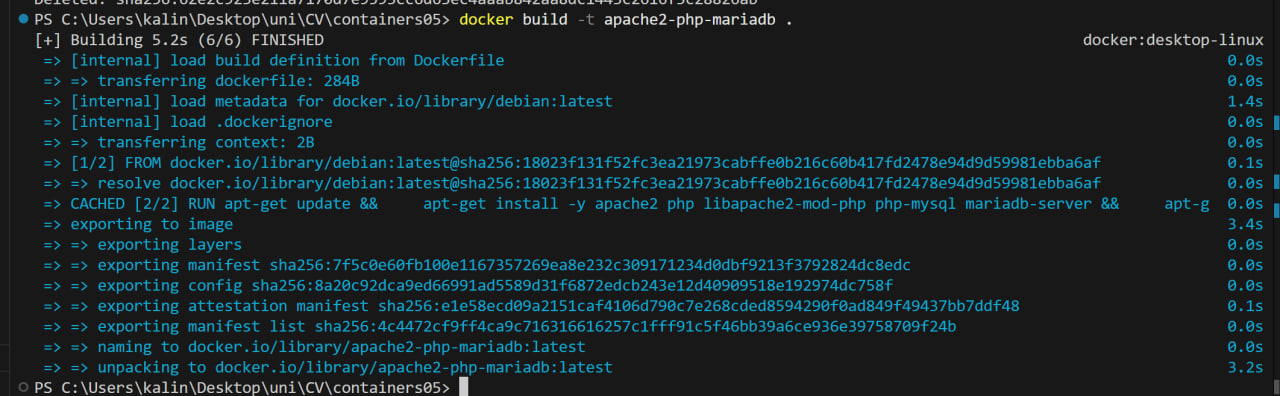 PS C:\Users\kalin\Desktop\uni\CV\containers05> docker build -t apache2-php-mariadb .
[+] Building 5.2s (6/6) FINISHED docker:desktop-linux
=> [internal] load build definition from Dockerfile 0.0s
=> => transferring dockerfile: 284B 0.0s
=> [internal] load metadata for docker.io/library/debian:latest 1.4s
=> [internal] load .dockerignore 0.0s
=> => transferring context: 2B 0.0s
=> [1/2] FROM docker.io/library/debian:latest@sha256:18023f131f52fc3ea21973cabffe0b216c60b417fd2478e94d9d59981ebba6af 0.1s
=> => resolve docker.io/library/debian:latest@sha256:18023f131f52fc3ea21973cabffe0b216c60b417fd2478e94d9d59981ebba6af 0.0s
=> CACHED [2/2] RUN apt-get update && apt-get install -y apache2 php libapache2-mod-php php-mysql mariadb-server && apt-g 0.0s
=> exporting to image 3.4s
=> => exporting layers 0.0s
=> => exporting manifest sha256:7f5c0e60fb100e1167357269ea8e232c309171234d0dbf9213f3792824dc8edc 0.0s
=> => exporting config sha256:8a20c92dca9ed66991ad5589d31f6872edcb243e12d40909518e192974dc758f 0.0s
=> => exporting attestation manifest sha256:e1e58ecd09a2151caf4106d790c7e268cded8594290f0ad849f49437bb7ddf48 0.1s
=> => exporting manifest list sha256:4c4472cf9ff4ca9c716316616257c1fff91c5f46bb39a6ce936e39758709f24b 0.0s
=> => naming to docker.io/library/apache2-php-mariadb:latest 0.0s
=> => unpacking to docker.io/library/apache2-php-mariadb:latest 3.2s
PS C:\Users\kalin\Desktop\uni\CV\containers05>